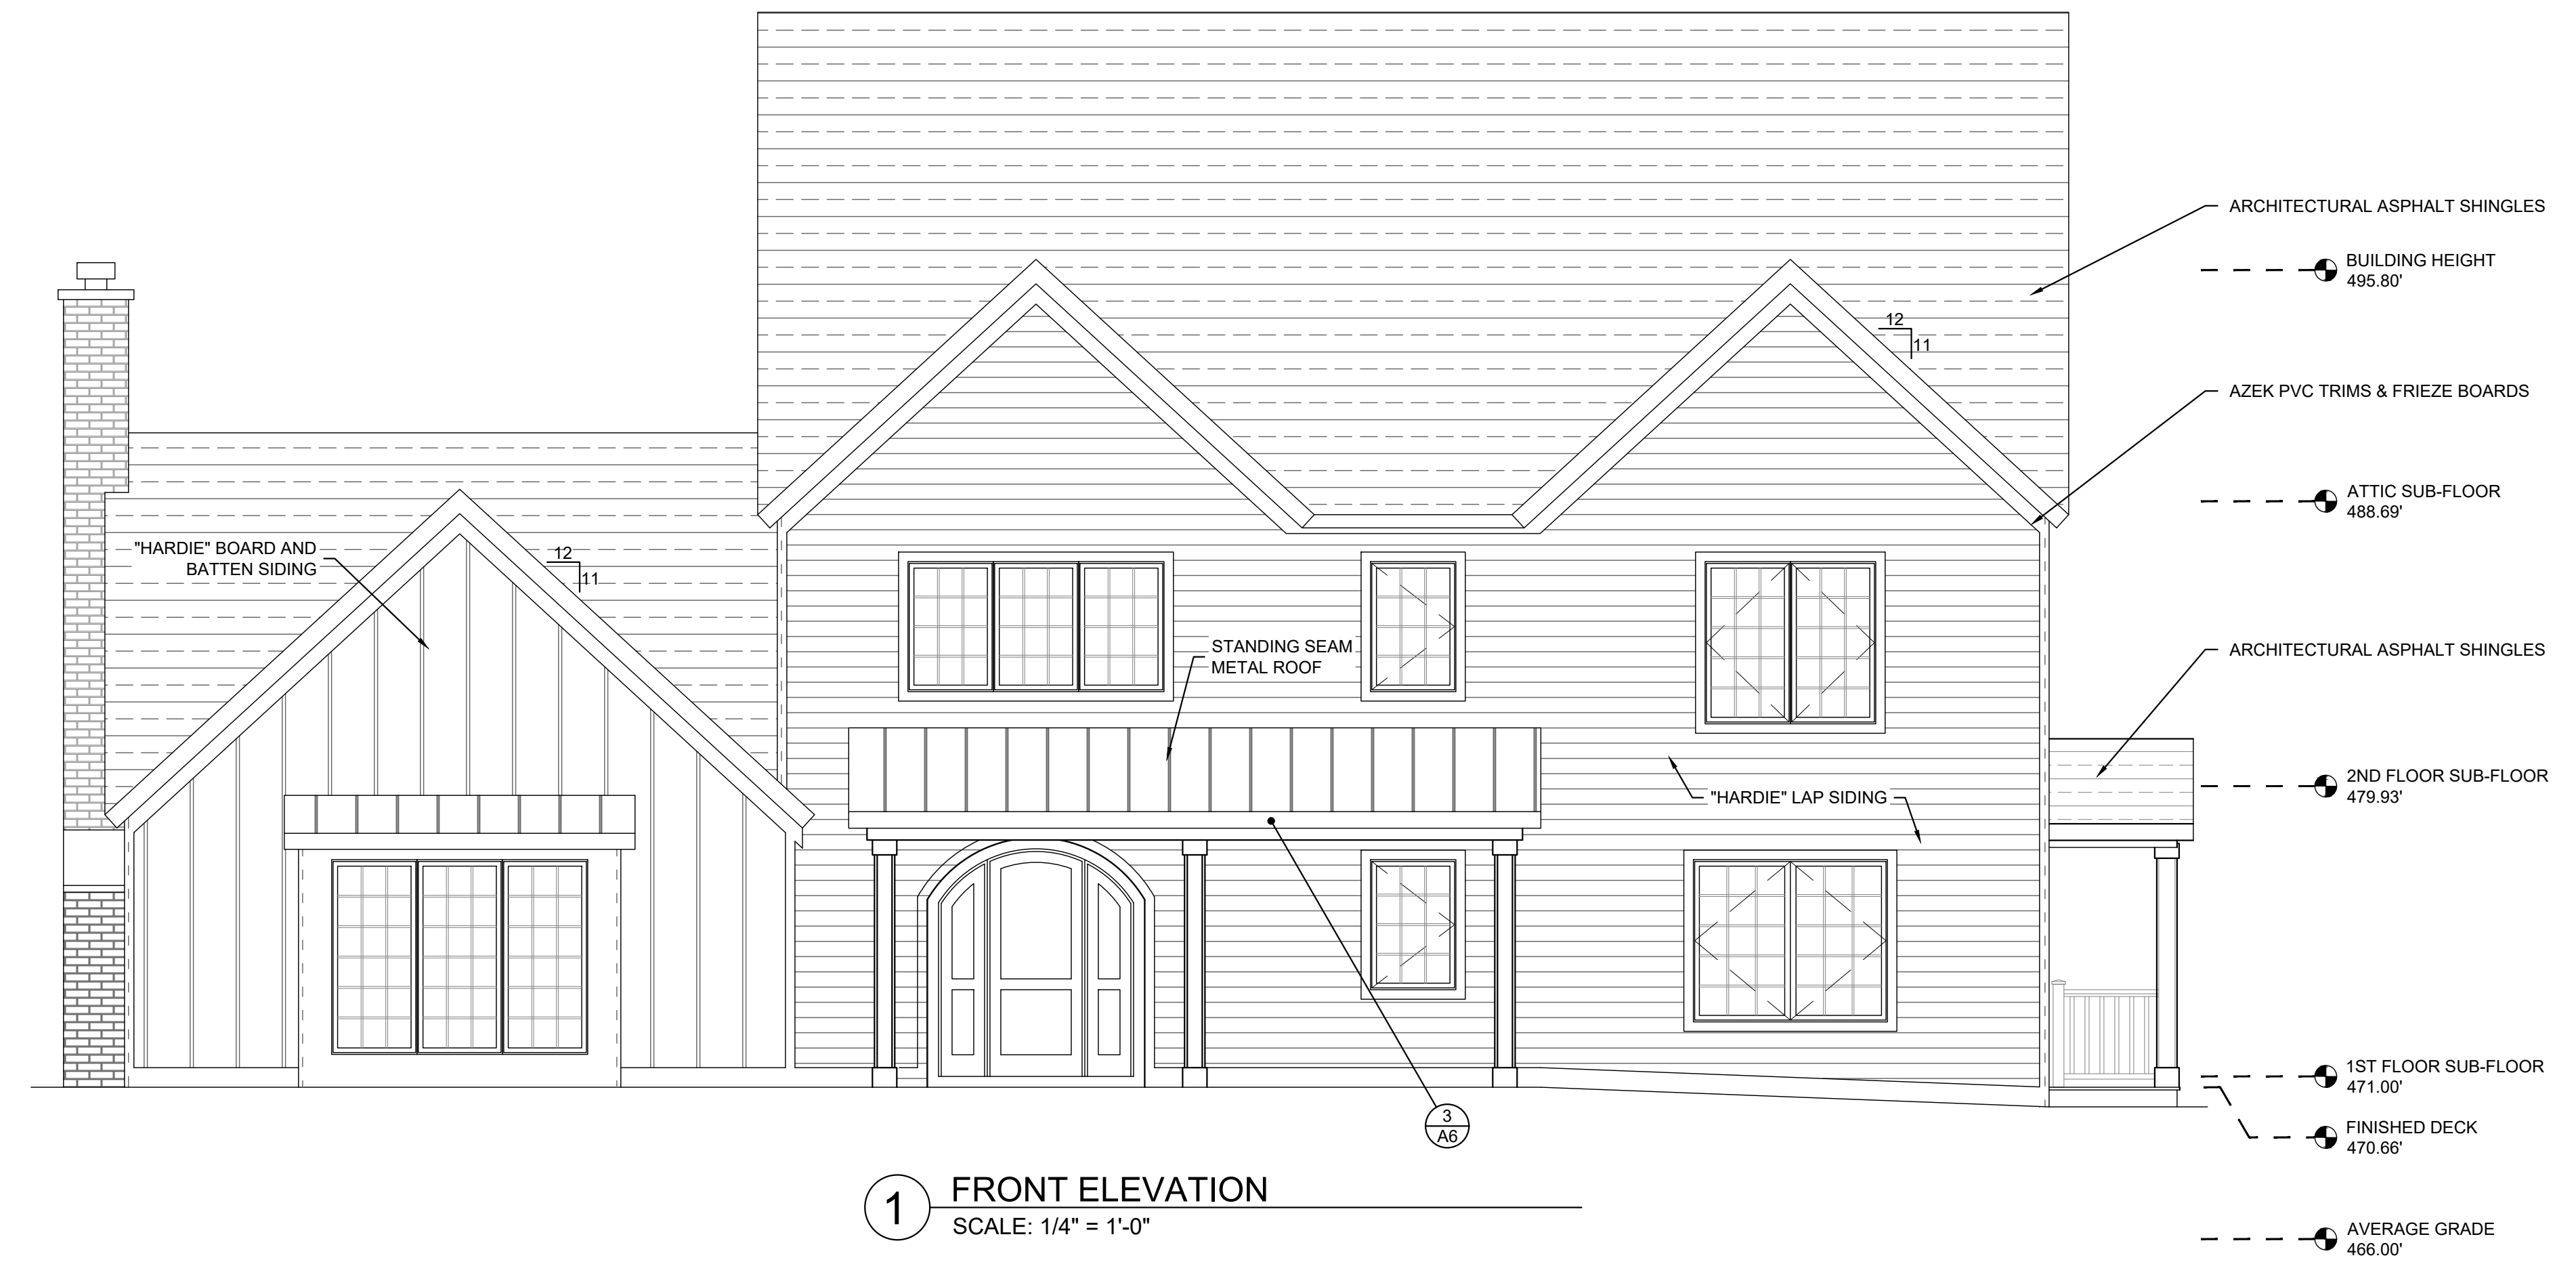 ARCHITECTURAL ASPHALT SHINGLES
BUILDING HEIGHT
495.80'
12
11
AZEK PVC TRIMS & FRIEZE BOARDS
ATTIC SUB-FLOOR
488.69'
"HARDIE" BOARD AND
BATTEN SIDING
12
11
STANDING SEAM
METAL ROOF
ARCHITECTURAL ASPHALT SHINGLES
2ND FLOOR SUB-FLOOR
479.93'
"HARDIE" LAP SIDING
1ST FLOOR SUB-FLOOR
471.00'
3
A6
FINISHED DECK
470.66'
1
FRONT ELEVATION
SCALE: 1/4" = 1'-0"
AVERAGE GRADE
466.00'